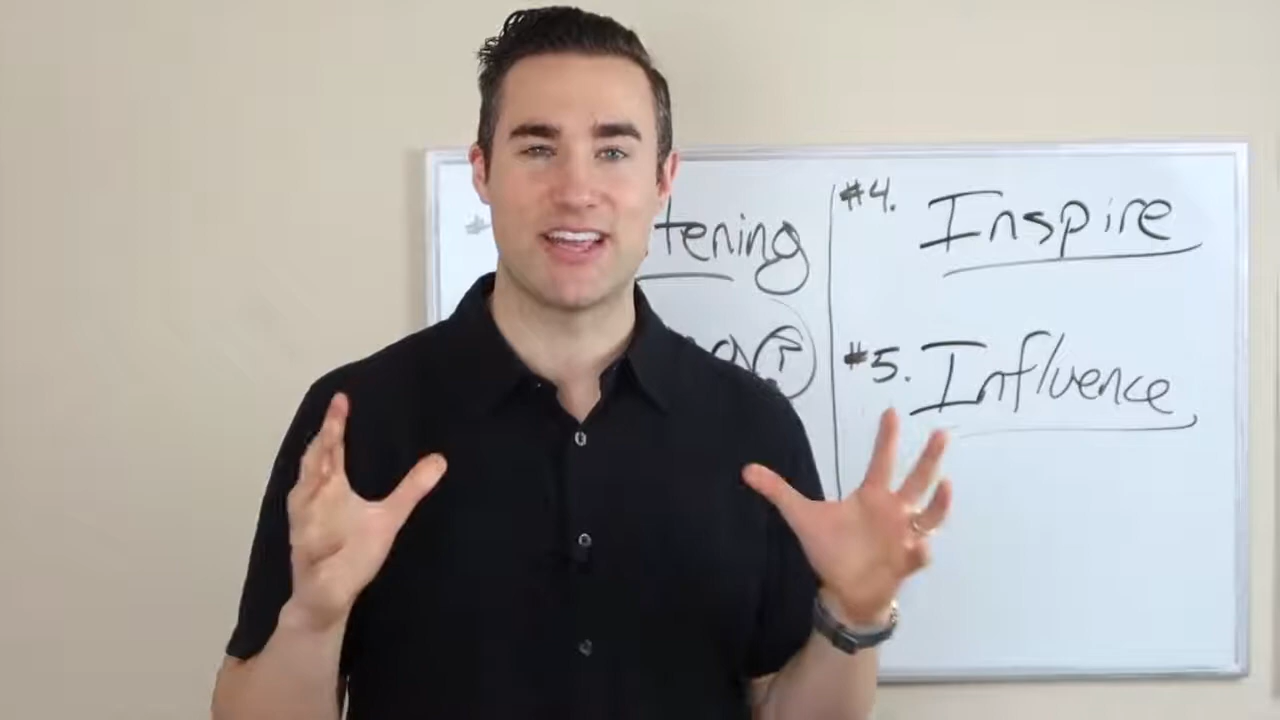 tening
#4. Inspire
#5. Influence